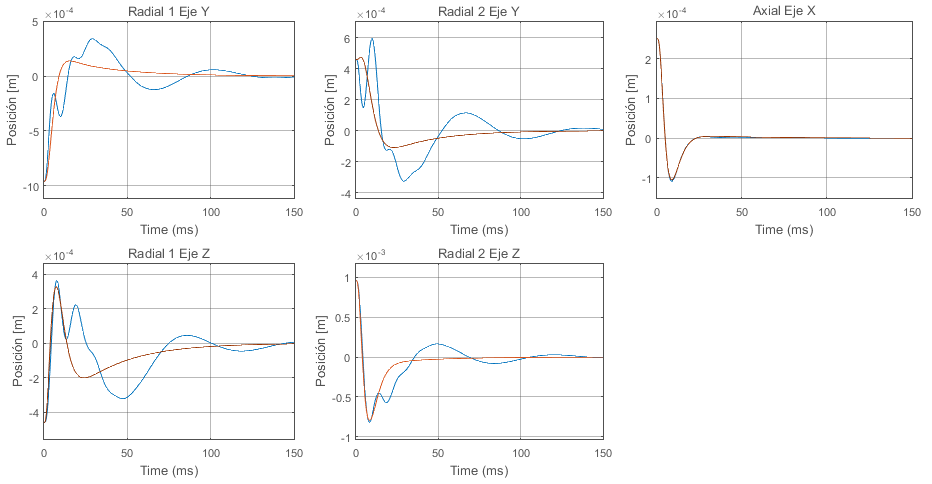 Radial 1 Eje Y
×10⁻⁴
5
0
-5
-10
Posición [m]
0 50 100 150
Time (ms)
Radial 2 Eje Y
×10⁻⁴
6
4
2
0
-2
-4
Posición [m]
0 50 100 150
Time (ms)
Axial Eje X
×10⁻⁴
2
1
0
-1
Posición [m]
0 50 100 150
Time (ms)
Radial 1 Eje Z
×10⁻⁴
4
2
0
-2
-4
Posición [m]
0 50 100 150
Time (ms)
Radial 2 Eje Z
×10⁻³
1
0.5
0
-0.5
-1
Posición [m]
0 50 100 150
Time (ms)